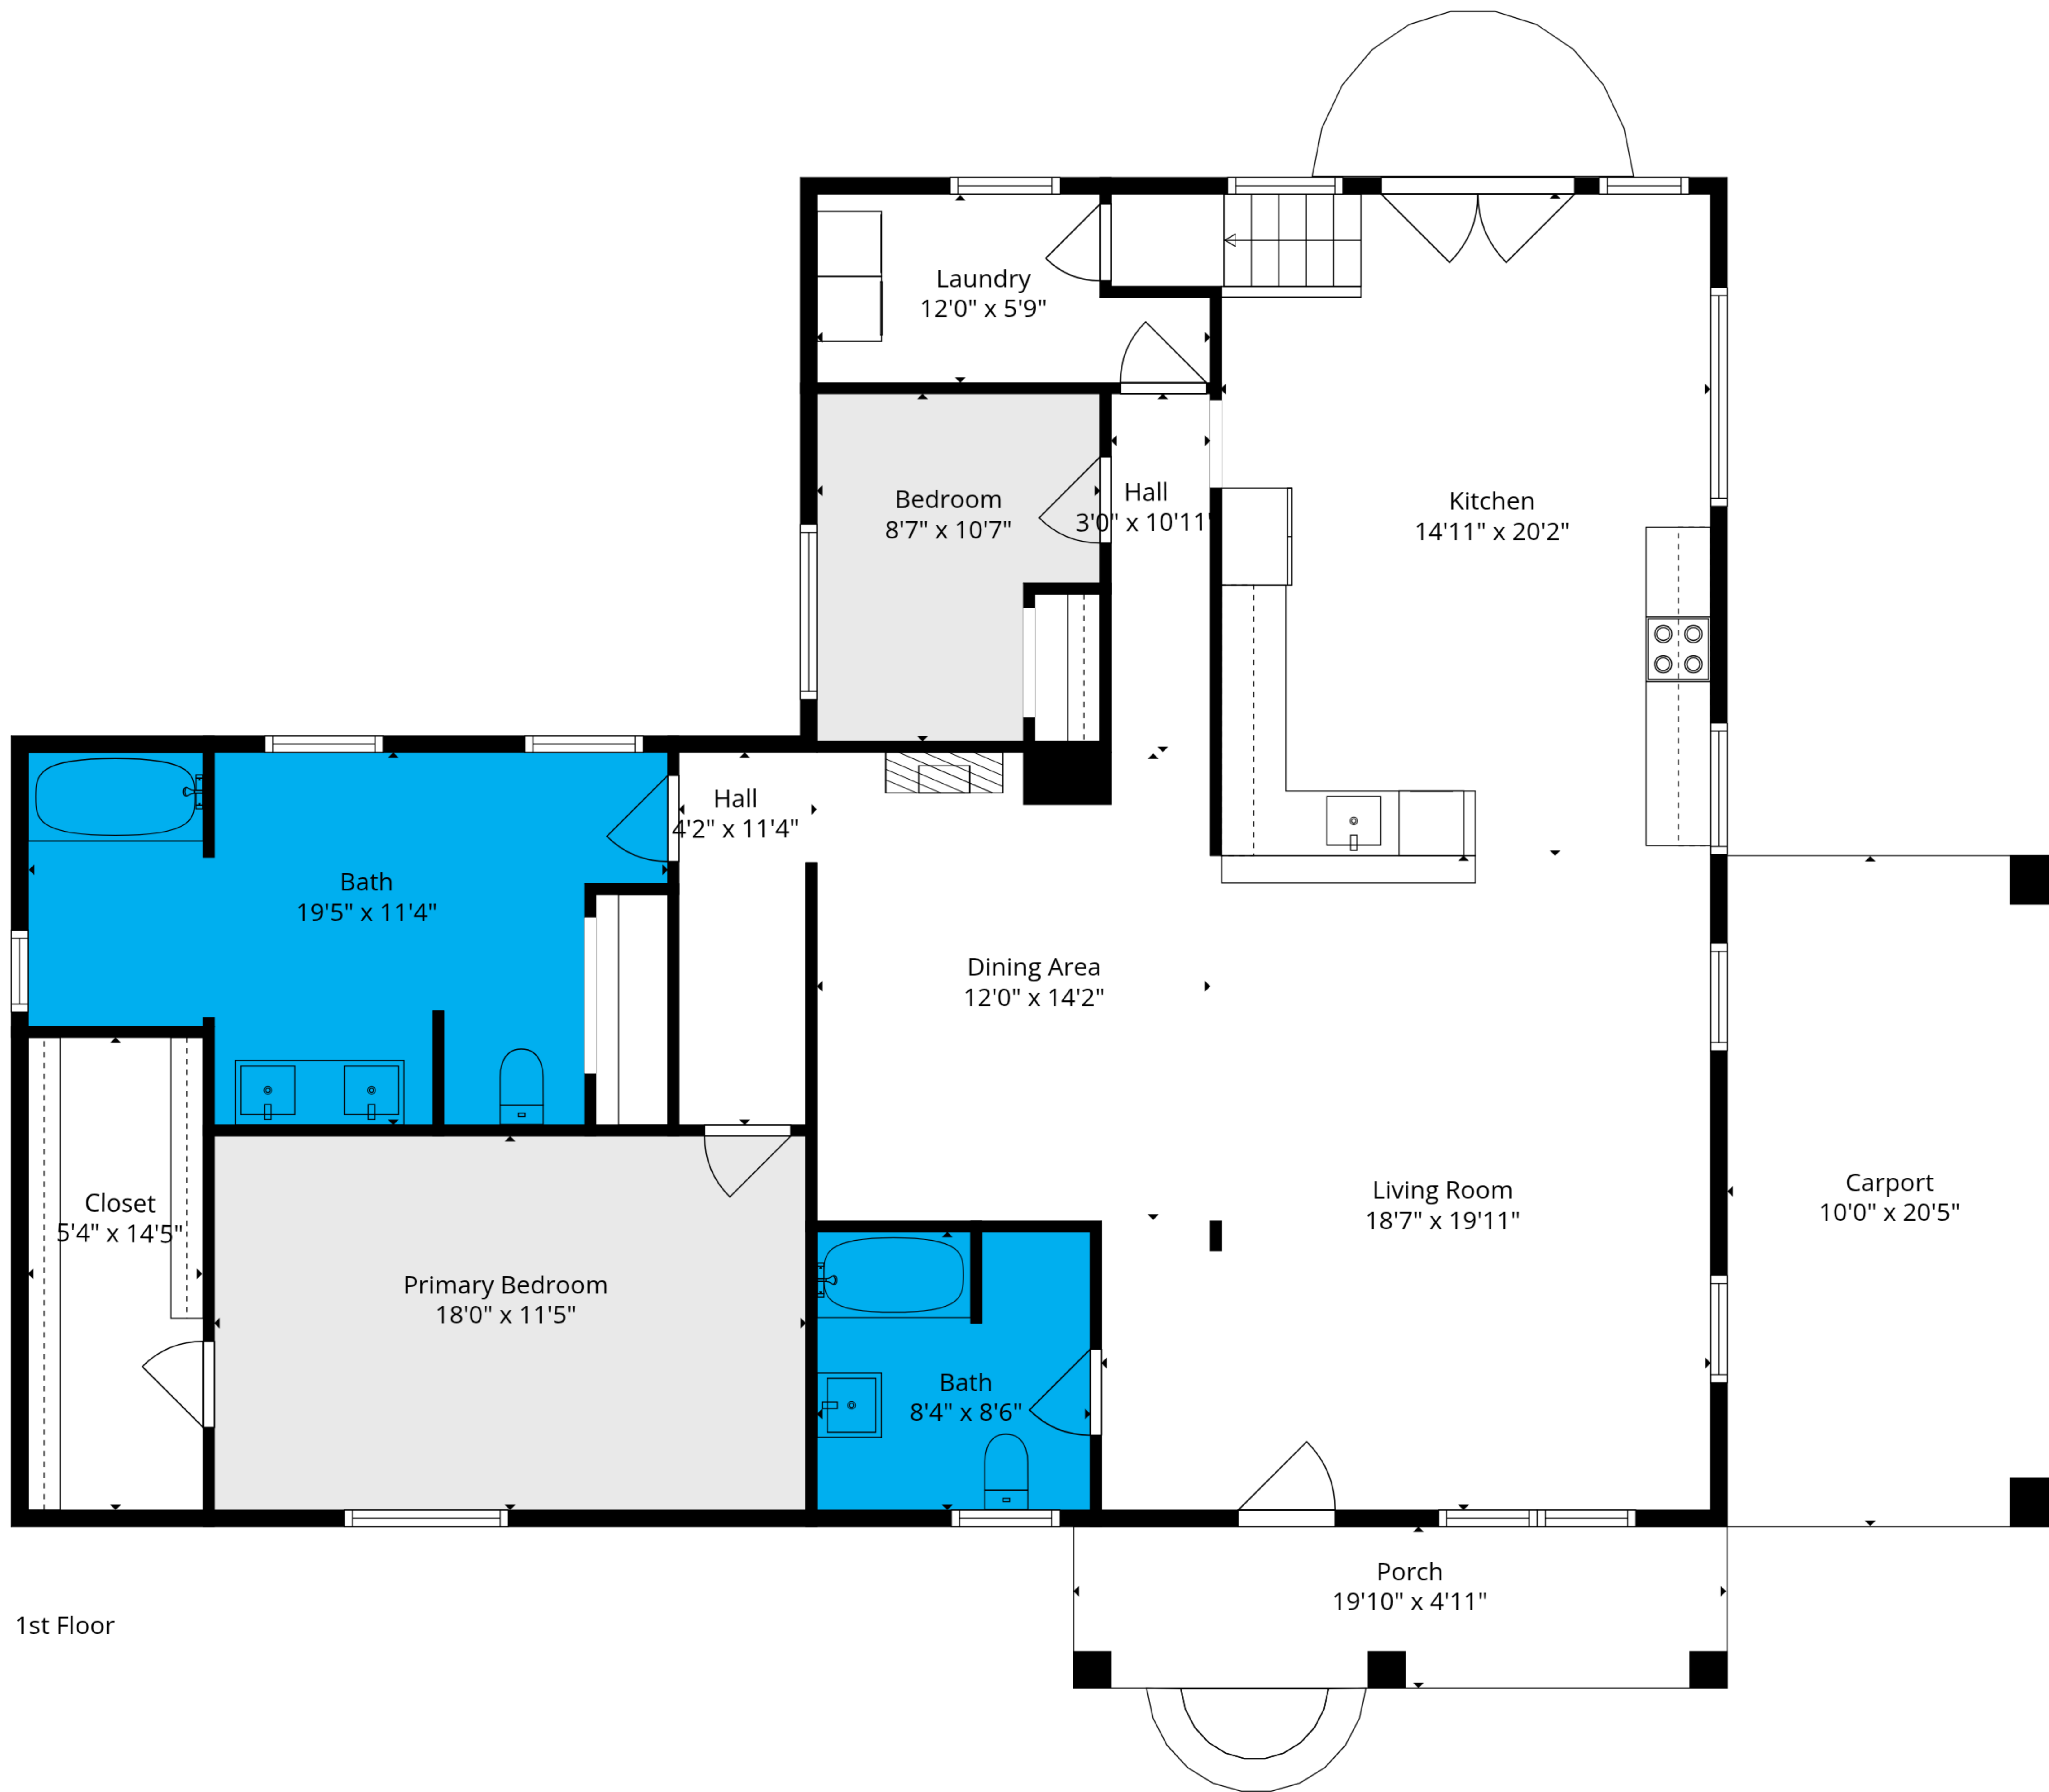 Laundry
12'0" x 5'9"
Bedroom
8'7" x 10'7"
Hall
3'0" x 10'11"
Kitchen
14'11" x 20'2"
Hall
4'2" x 11'4"
Bath
19'5" x 11'4"
Dining Area
12'0" x 14'2"
Closet
5'4" x 14'5"
Primary Bedroom
18'0" x 11'5"
Living Room
18'7" x 19'11"
Carport
10'0" x 20'5"
Bath
8'4" x 8'6"
Porch
19'10" x 4'11"
1st Floor